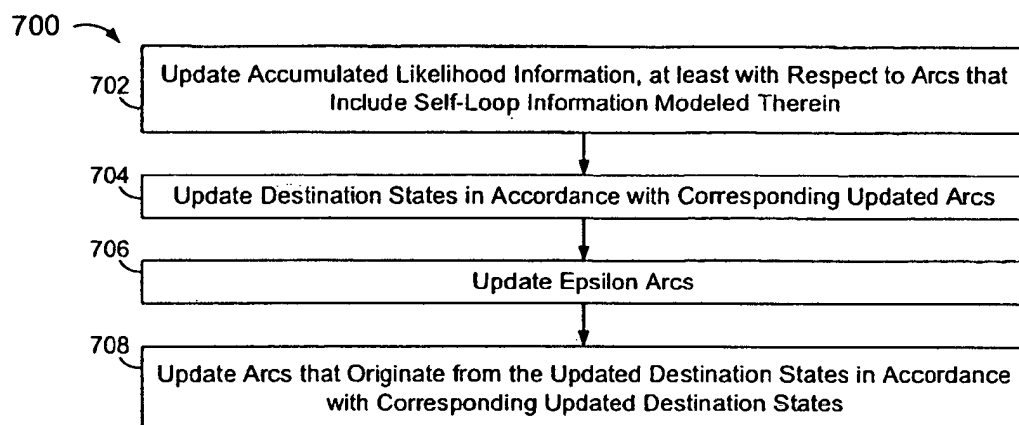 700
702
Update Accumulated Likelihood Information, at least with Respect to Arcs that
Include Self-Loop Information Modeled Therein
704
Update Destination States in Accordance with Corresponding Updated Arcs
706
Update Epsilon Arcs
708
Update Arcs that Originate from the Updated Destination States in Accordance
with Corresponding Updated Destination States